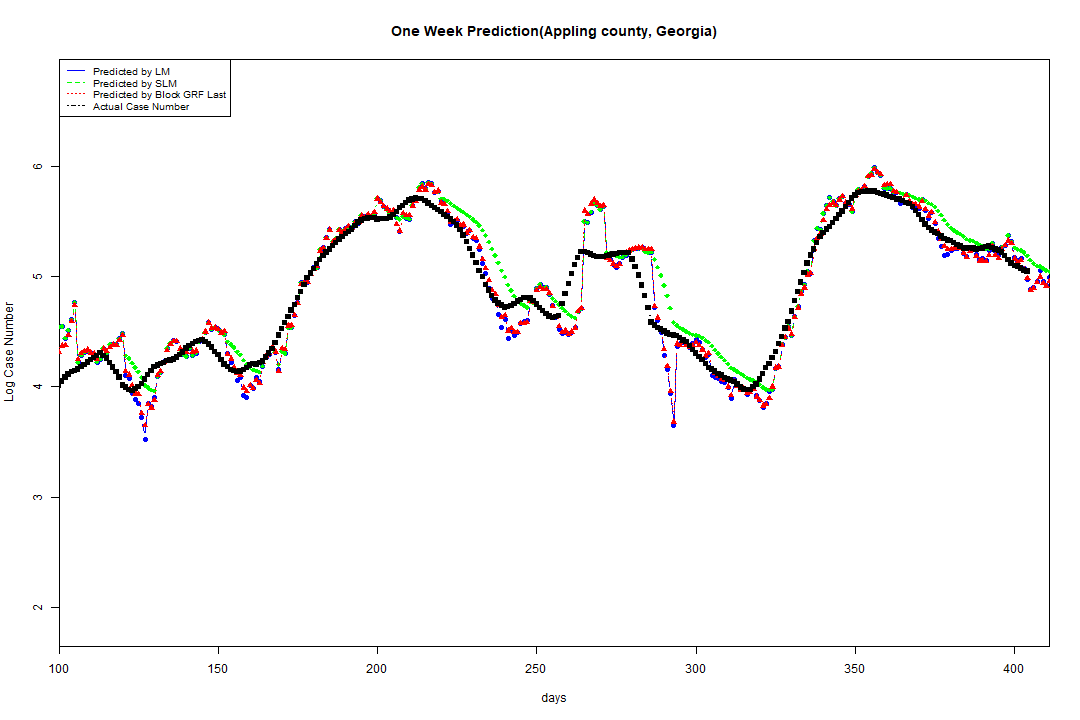 One Week Prediction(Appling county, Georgia)
Predicted by LM
Predicted by SLM
Predicted by Block GRF Last
Actual Case Number
6
5
4
3
2
Log Case Number
100 150 200 250 300 350 400
days